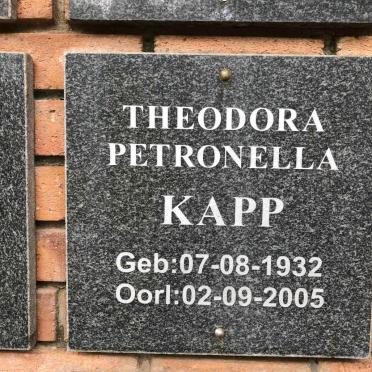 THEODORA
PETRONELLA
KAPP
Geb:07-08-1932
Oorl:02-09-2005